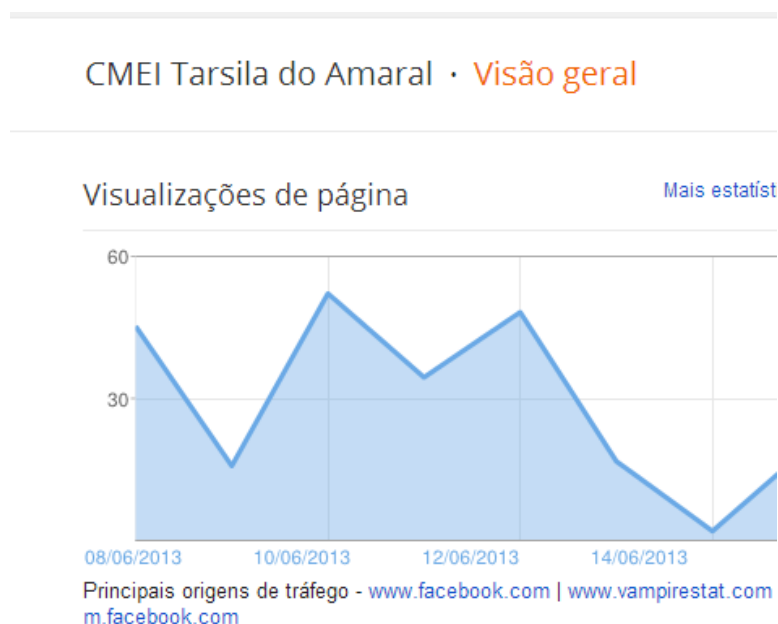 CMEI Tarsila do Amaral · Visão geral
Visualizações de página
Mais estatíst
60
30
08/06/2013 10/06/2013 12/06/2013 14/06/2013
Principais origens de tráfego - www.facebook.com | www.vampirestat.com
m.facebook.com